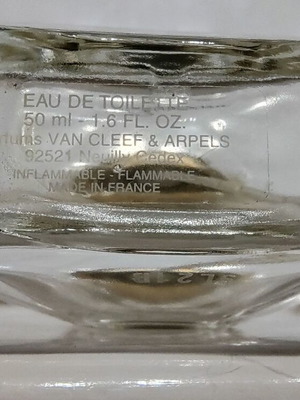 EAU DE TOILETTE
50 ml - 1.6 FL. OZ.
fums VAN CLEEF & ARPELS
92521 Neuilly Cedex
INFLAMMABLE - FLAMMABLE
MADE IN FRANCE